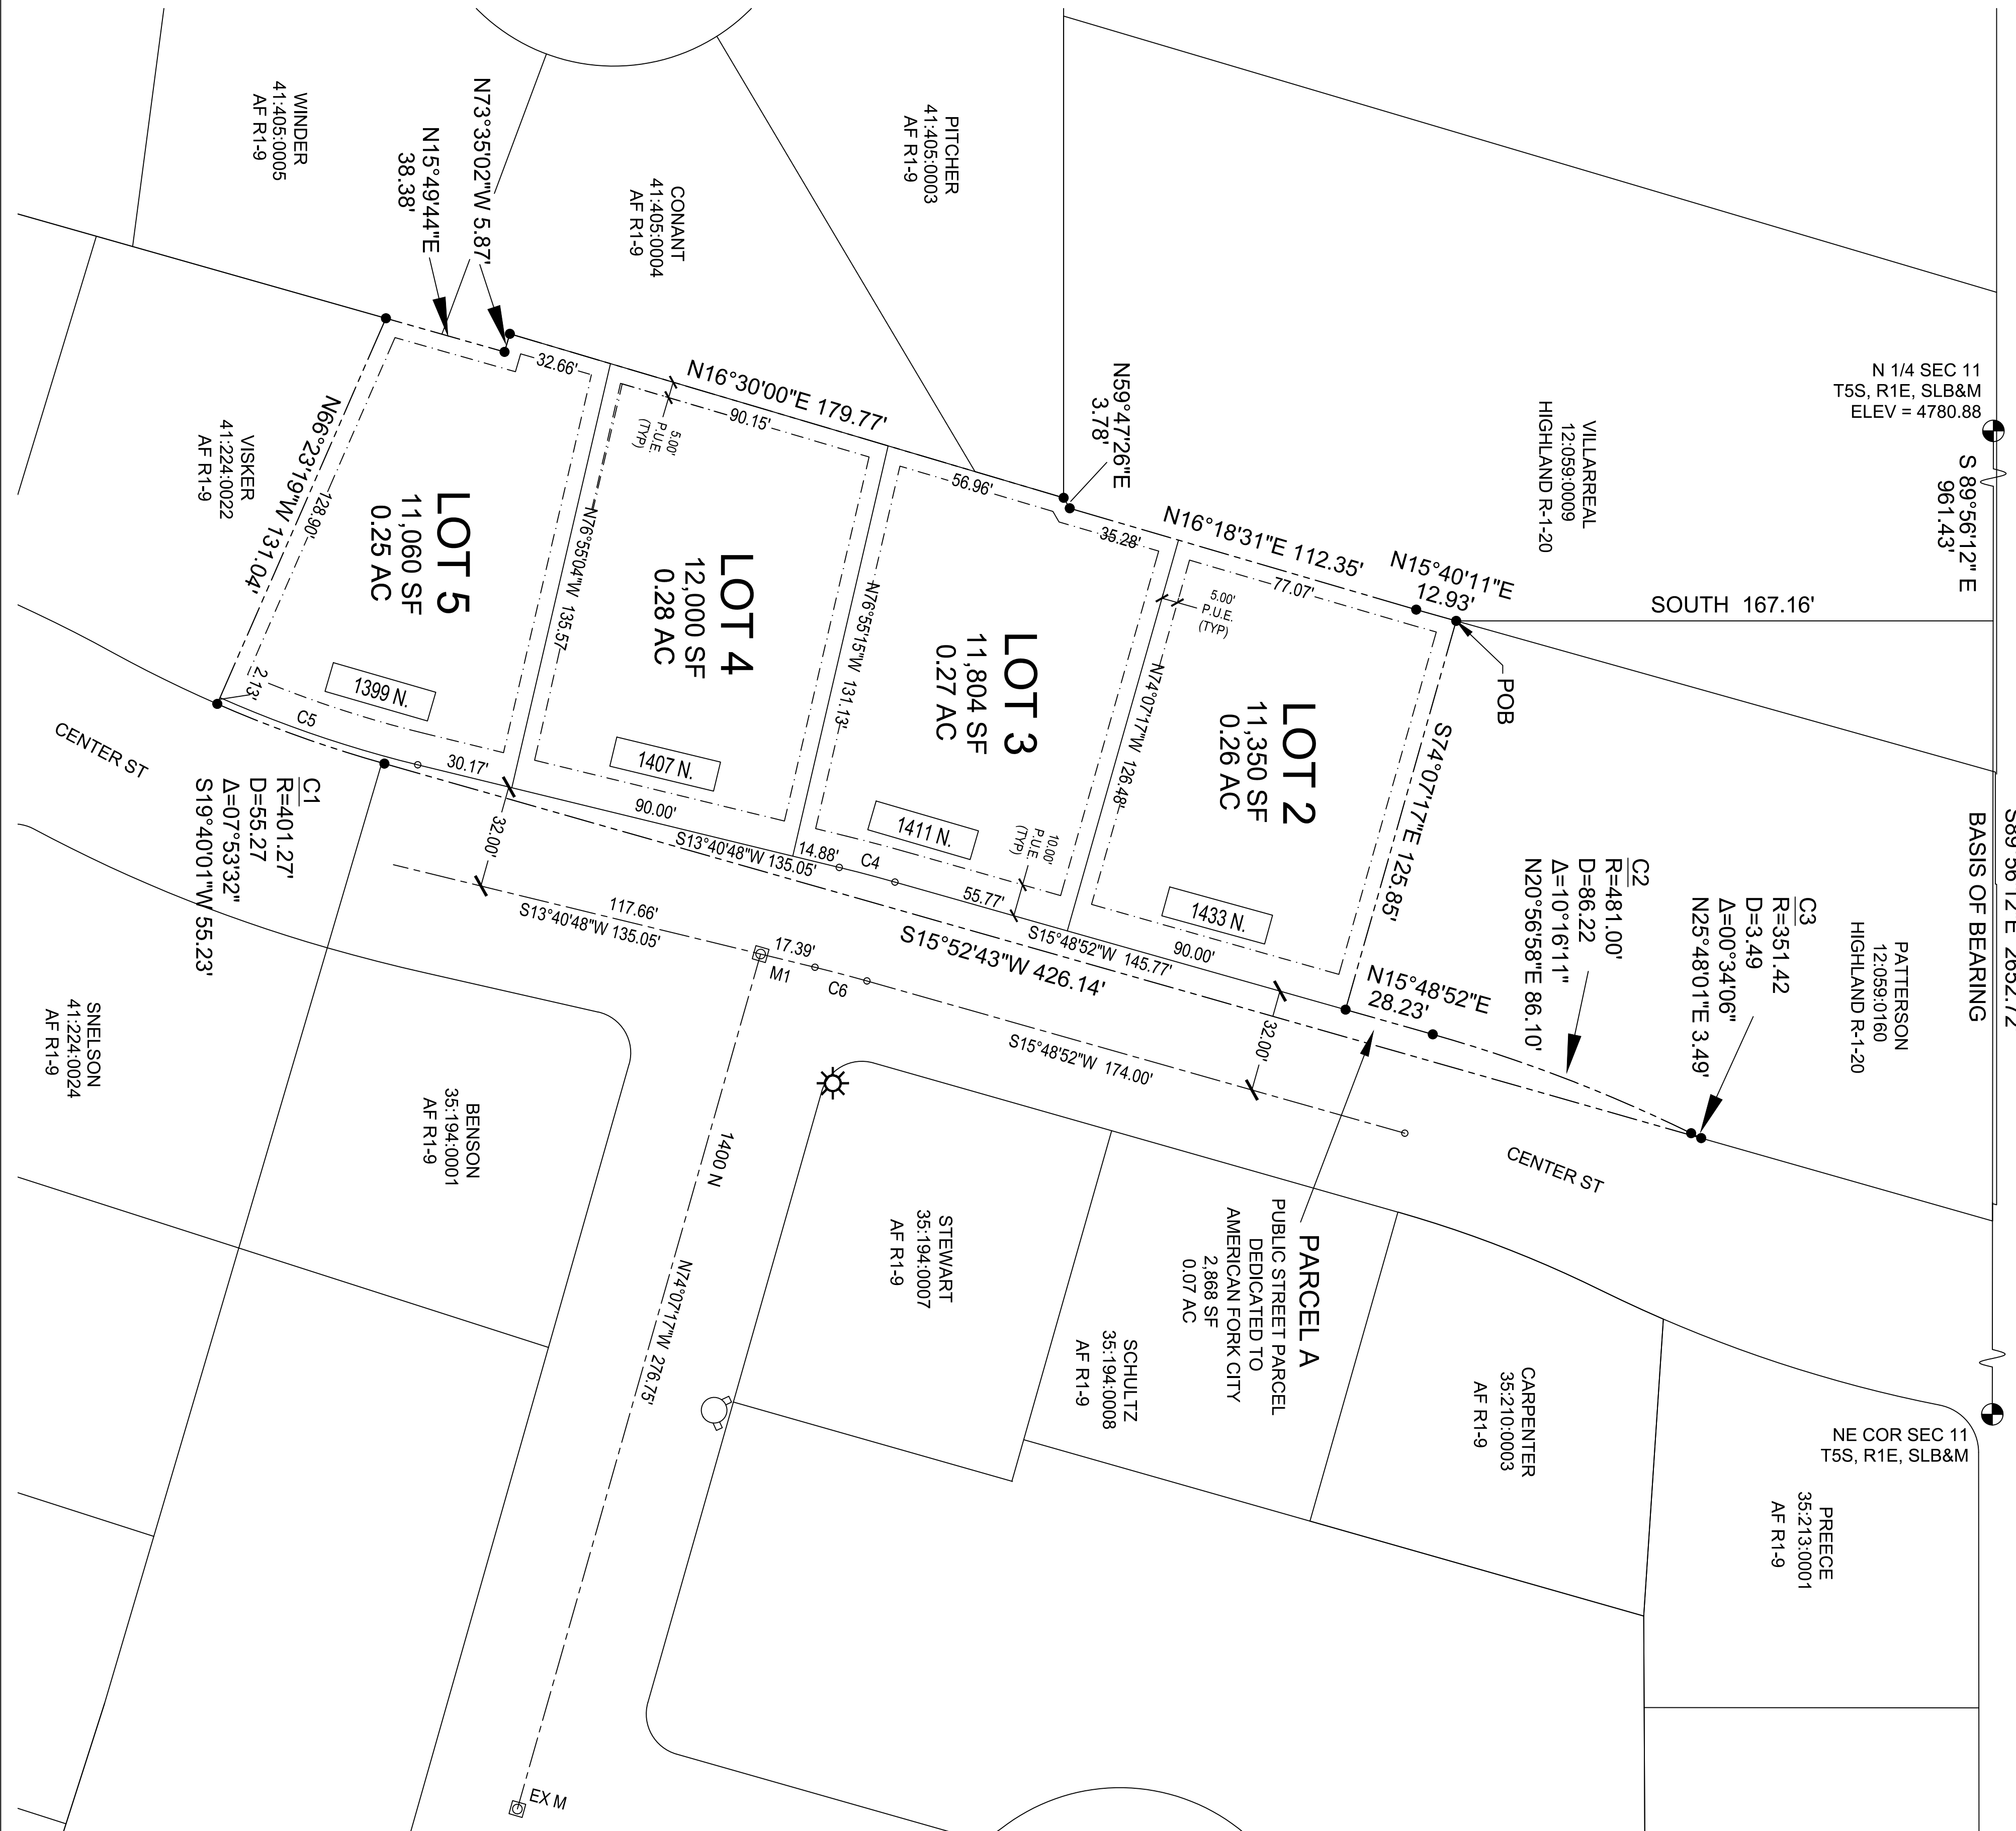 N 1/4 SEC 11
T5S, R1E, SLB&M
ELEV = 4780.88
S 89°56'12" E
961.43'
S89°56'12"E 2652.72'
BASIS OF BEARING
NE COR SEC 11
T5S, R1E, SLB&M
SOUTH 167.16'
POB
VILLARREAL
12:059:0009
HIGHLAND R-1-20
PATTERSON
12:059:0160
HIGHLAND R-1-20
C3
R=351.42
D=3.49
Δ=00°34'06"
N25°48'01"E 3.49'
C2
R=481.00'
D=86.22
Δ=10°16'11"
N20°56'58"E 86.10'
N15°40'11"E
12.93'
N16°18'31"E 112.35'
N59°47'26"E
3.78'
N16°30'00"E 179.77'
N73°35'02"W 5.87'
N15°49'44"E
38.38'
N66°23'19"W 131.04'
C1
R=401.27'
D=55.27
Δ=07°53'32"
S19°40'01"W 55.23'
S15°52'43"W 426.14'
N15°48'52"E
28.23'
S74°07'17"E 125.85'
LOT 2
11,350 SF
0.26 AC
1433 N.
77.07'
5.00'
P.U.E.
(TYP)
90.00'
S15°48'52"W 145.77'
N74°07'17"W 126.48'
LOT 3
11,804 SF
0.27 AC
1411 N.
56.96'
35.28'
10.00'
P.U.E.
(TYP)
55.77'
C4
14.88'
N76°55'15"W 131.13'
LOT 4
12,000 SF
0.28 AC
1407 N.
90.15'
5.00'
P.U.E.
(TYP)
90.00'
S13°40'48"W 135.05'
N76°55'04"W 135.57
LOT 5
11,060 SF
0.25 AC
1399 N.
32.66'
128.90'
2.13'
C5
30.17'
32.00'
117.66'
S13°40'48"W 135.05'
17.39'
M1
C6
S15°48'52"W 174.00'
32.00'
CENTER ST
CENTER ST
1400 N
N74°07'17"W 276.75'
EX M
PARCEL A
PUBLIC STREET PARCEL
DEDICATED TO
AMERICAN FORK CITY
2,868 SF
0.07 AC
WINDER
41:405:0005
AF R1-9
CONANT
41:405:0004
AF R1-9
PITCHER
41:405:0003
AF R1-9
VISKER
41:224:0022
AF R1-9
SNELSON
41:224:0024
AF R1-9
BENSON
35:194:0001
AF R1-9
STEWART
35:194:0007
AF R1-9
SCHULTZ
35:194:0008
AF R1-9
CARPENTER
35:210:0003
AF R1-9
PREECE
35:213:0001
AF R1-9